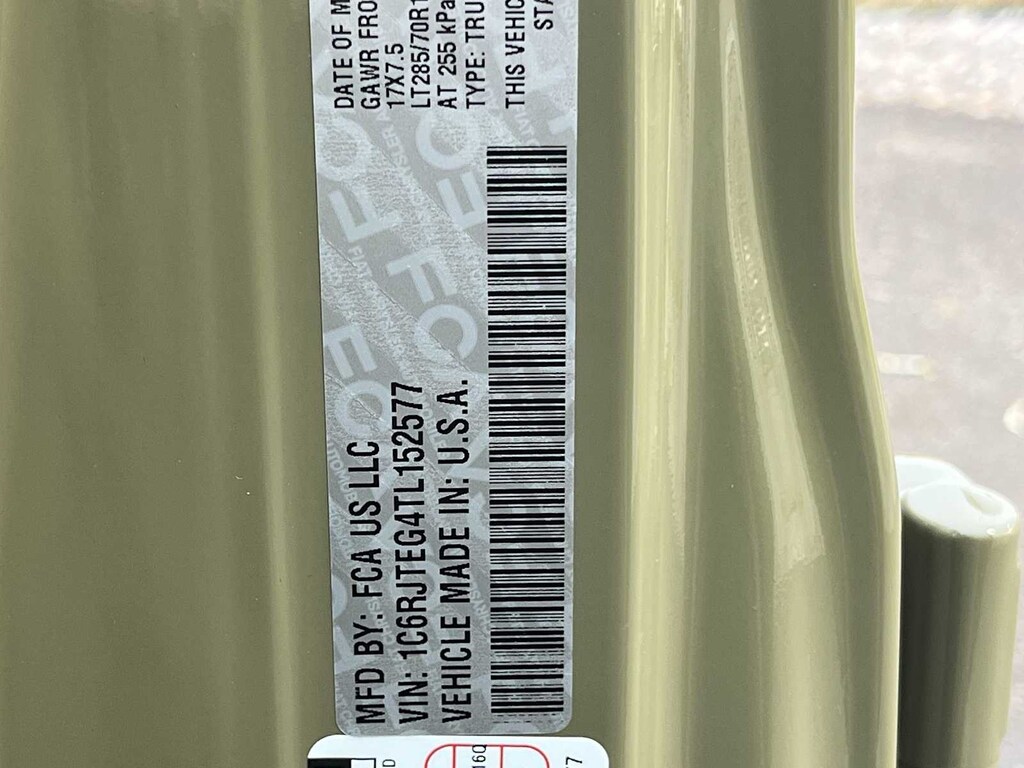 MFD BY: FCA US LLC
DATE OF M
VIN: 1C6RJTEG4TL152577
GAWR FRO
VEHICLE MADE IN: U.S.A.
17X7.5
LT285/70R1
AT 255 kPa
TYPE: TRU
THIS VEHIC
STA